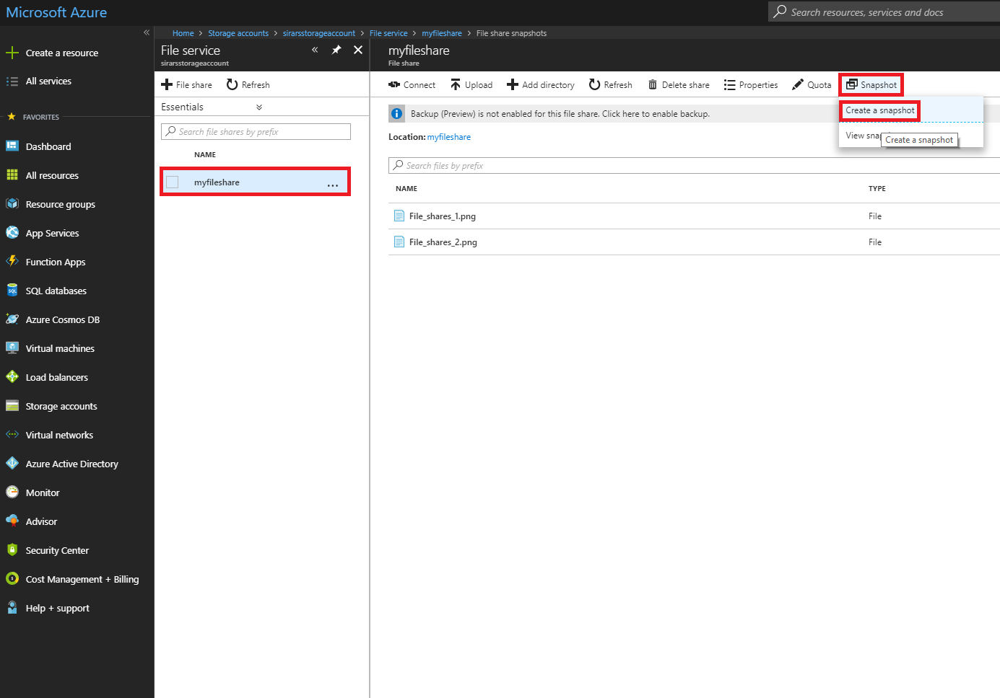 Microsoft Azure
Search resources, services and docs
Home > Storage accounts > sirarsstorageaccount > File service > myfileshare > File share snapshots
Create a resource
All services
FAVORITES
Dashboard
All resources
Resource groups
App Services
Function Apps
SQL databases
Azure Cosmos DB
Virtual machines
Load balancers
Storage accounts
Virtual networks
Azure Active Directory
Monitor
Advisor
Security Center
Cost Management + Billing
Help + support
File service
sirarsstorageaccount
File share Refresh
Essentials
Search file shares by prefix
NAME
myfileshare ...
myfileshare
File share
Connect Upload Add directory Refresh Delete share Properties Quota Snapshot
Create a snapshot
View
Create a snapshot
Backup (Preview) is not enabled for this file share. Click here to enable backup.
Location: myfileshare
Search files by prefix
NAME TYPE
File_shares_1.png File
File_shares_2.png File